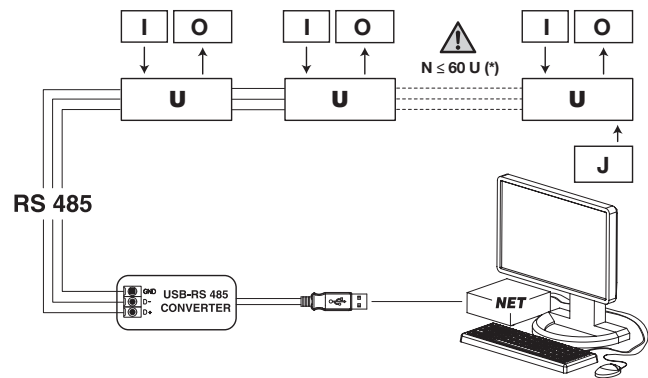 I O
I O
I O
N ≤ 60 U (*)
U
U
U
J
RS 485
GND
D-
D+
USB-RS 485
CONVERTER
NET